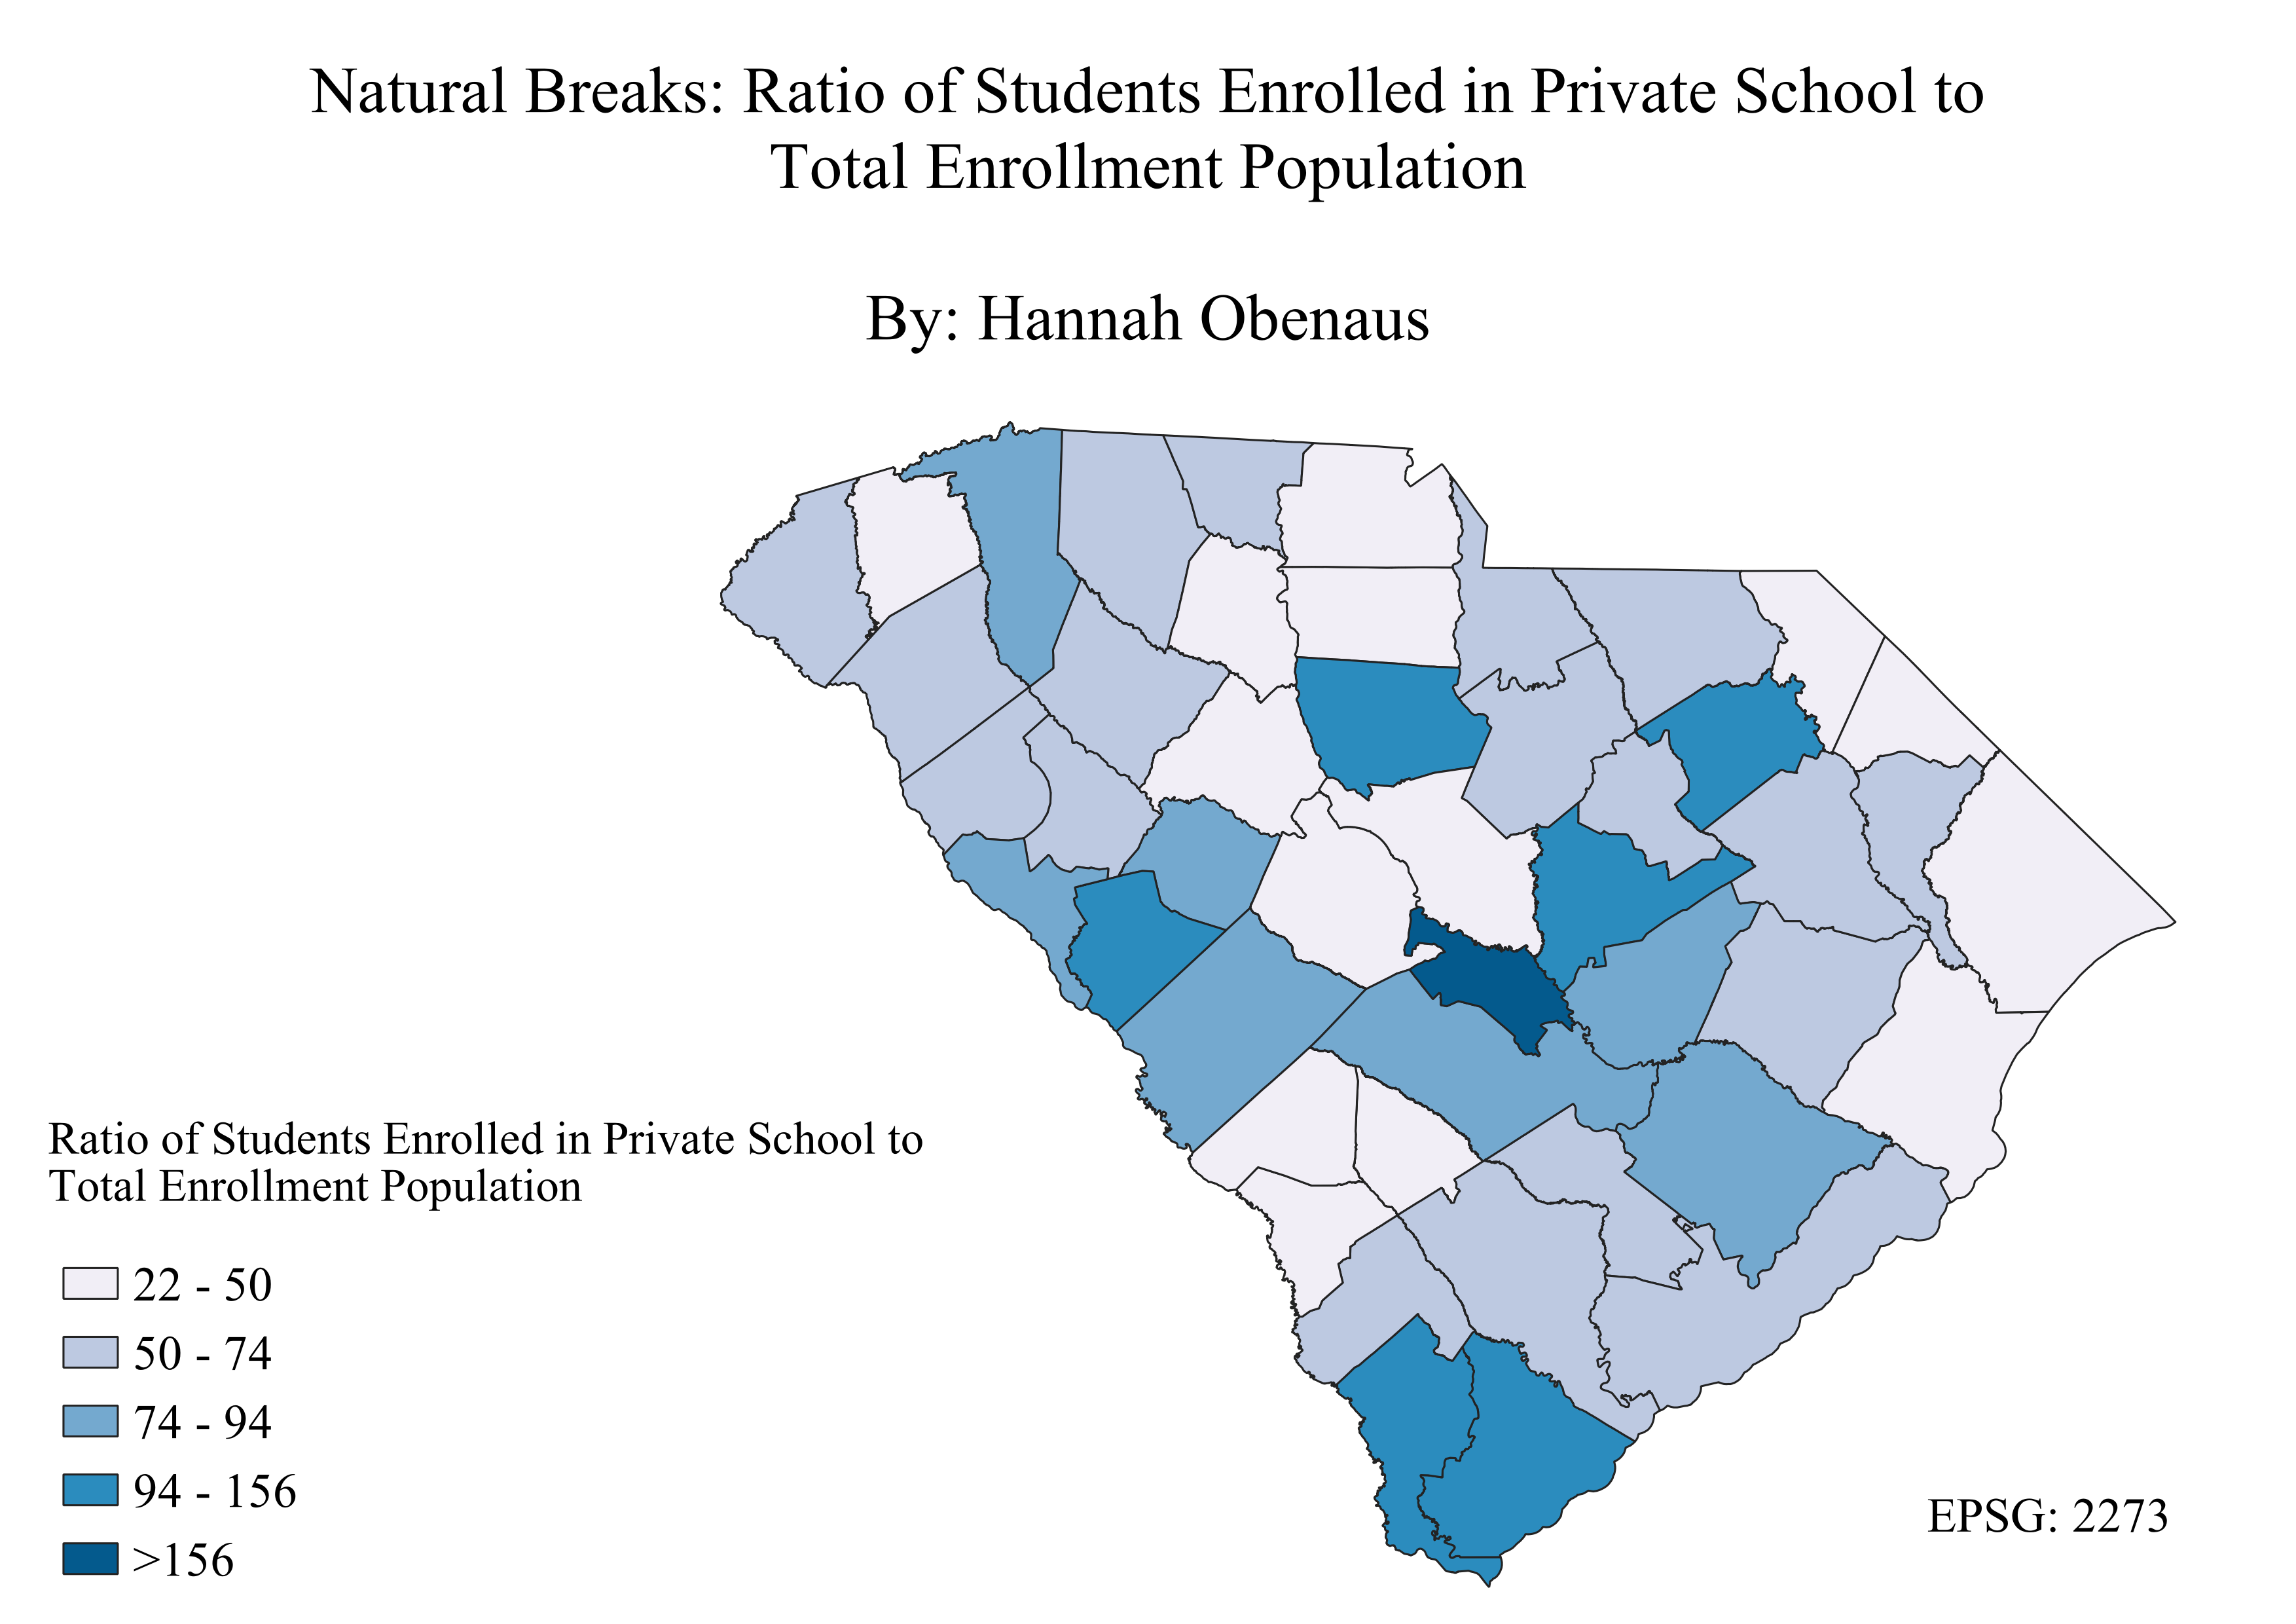 Natural Breaks: Ratio of Students Enrolled in Private School to
Total Enrollment Population
By: Hannah Obenaus
Ratio of Students Enrolled in Private School to
Total Enrollment Population
22 - 50
50 - 74
74 - 94
94 - 156
>156
EPSG: 2273